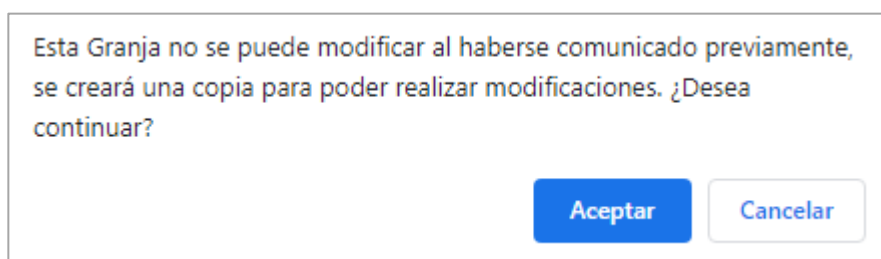 Esta Granja no se puede modificar al haberse comunicado previamente,
se creará una copia para poder realizar modificaciones. ¿Desea
continuar?
Aceptar Cancelar